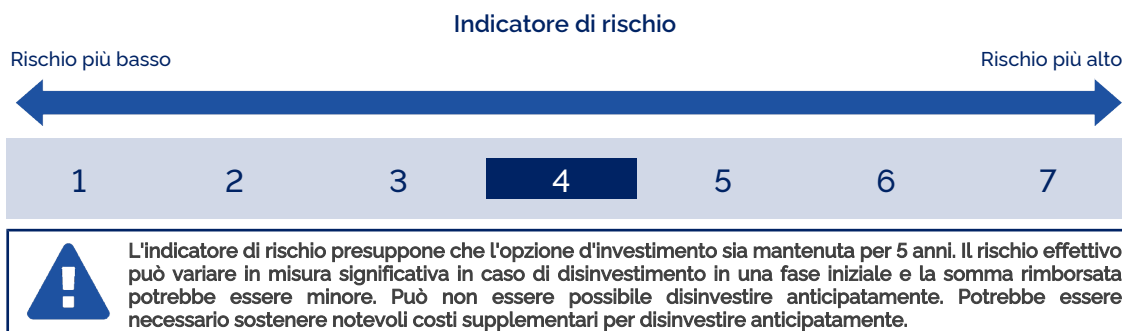 Indicatore di rischio
Rischio più basso Rischio più alto
1 2 3 4 5 6 7
L'indicatore di rischio presuppone che l'opzione d'investimento sia mantenuta per 5 anni. Il rischio effettivo
può variare in misura significativa in caso di disinvestimento in una fase iniziale e la somma rimborsata
potrebbe essere minore. Può non essere possibile disinvestire anticipatamente. Potrebbe essere
necessario sostenere notevoli costi supplementari per disinvestire anticipatamente.